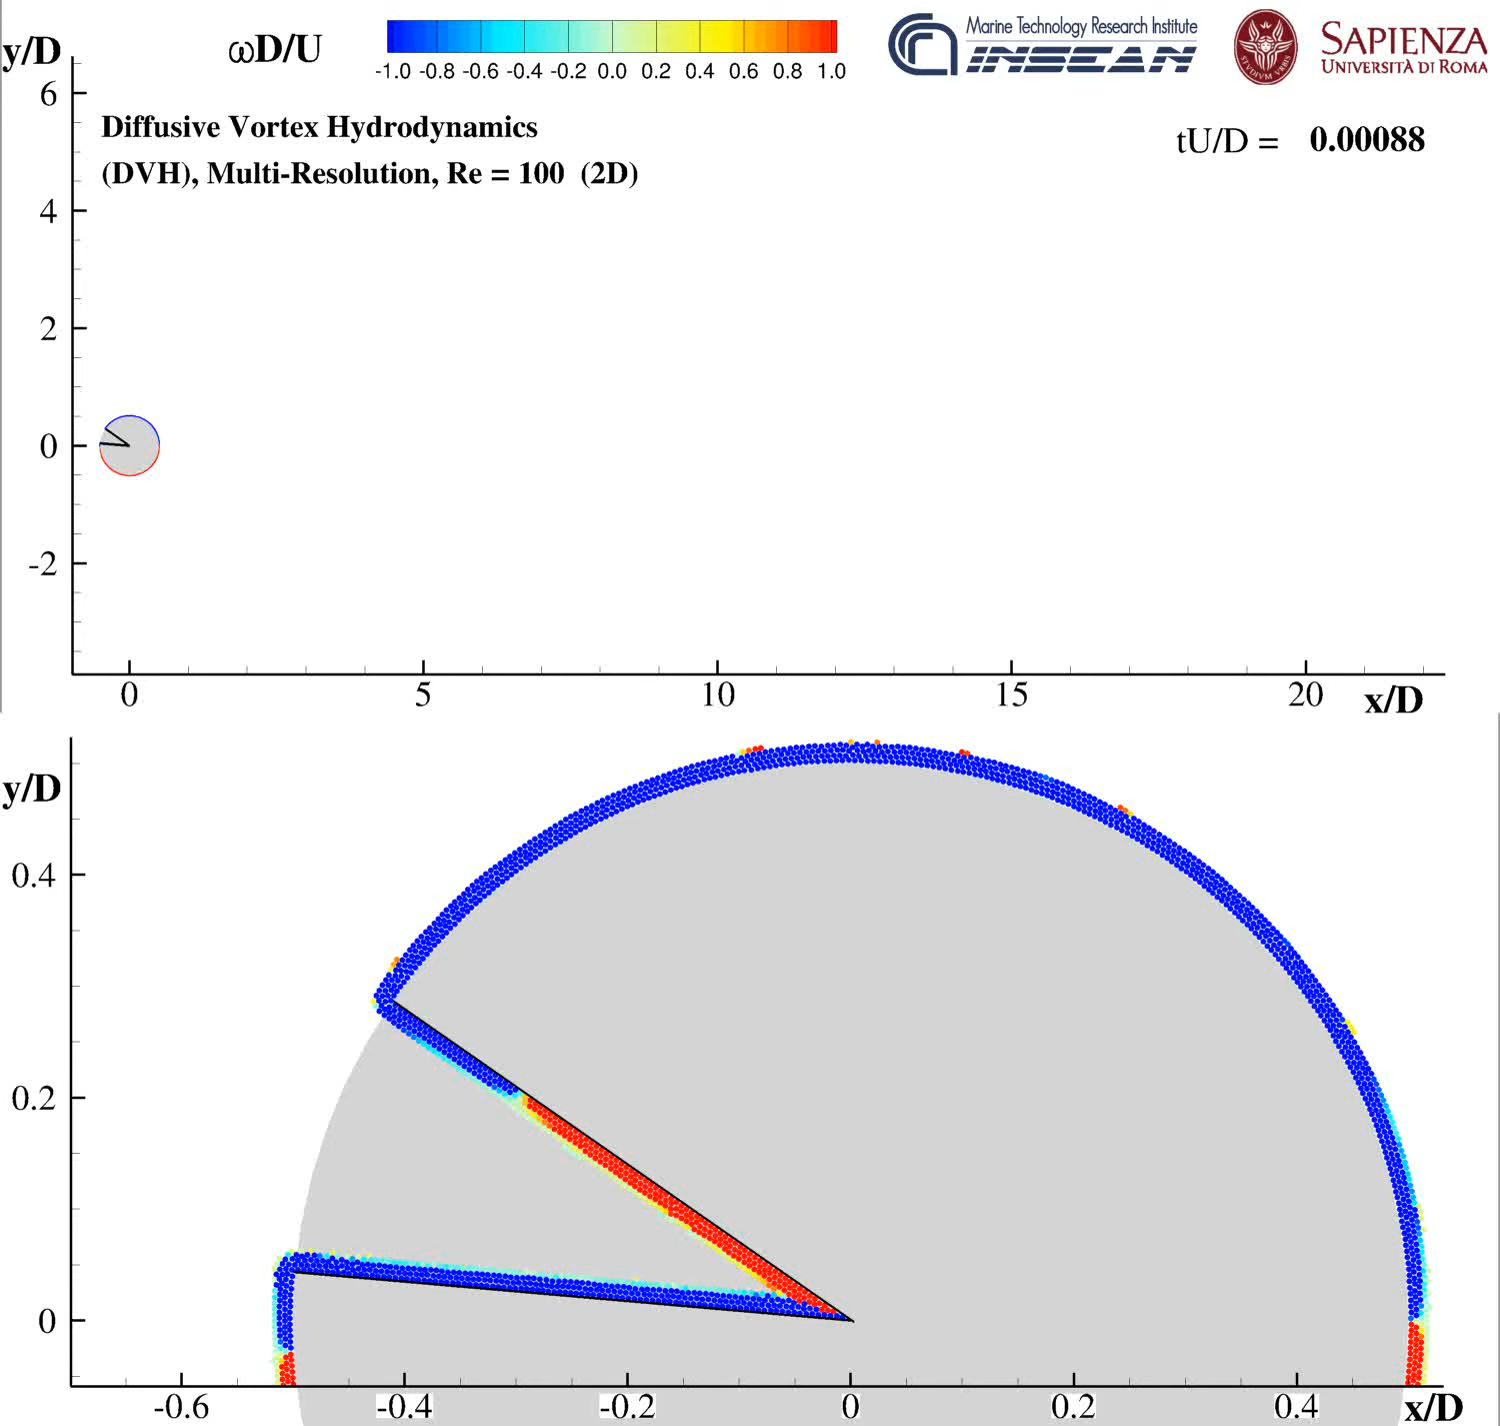 y/D
ωD/U
-1.0 -0.8 -0.6 -0.4 -0.2 0.0 0.2 0.4 0.6 0.8 1.0
Marine Technology Research Institute
INSEAN
SAPIENZA
UNIVERSITÀ DI ROMA
STVDIVM VRBIS
Diffusive Vortex Hydrodynamics
(DVH), Multi-Resolution, Re = 100 (2D)
tU/D = 0.00088
6
4
2
0
-2
0 5 10 15 20
x/D
y/D
0.4
0.2
0
-0.6 -0.4 -0.2 0 0.2 0.4
x/D